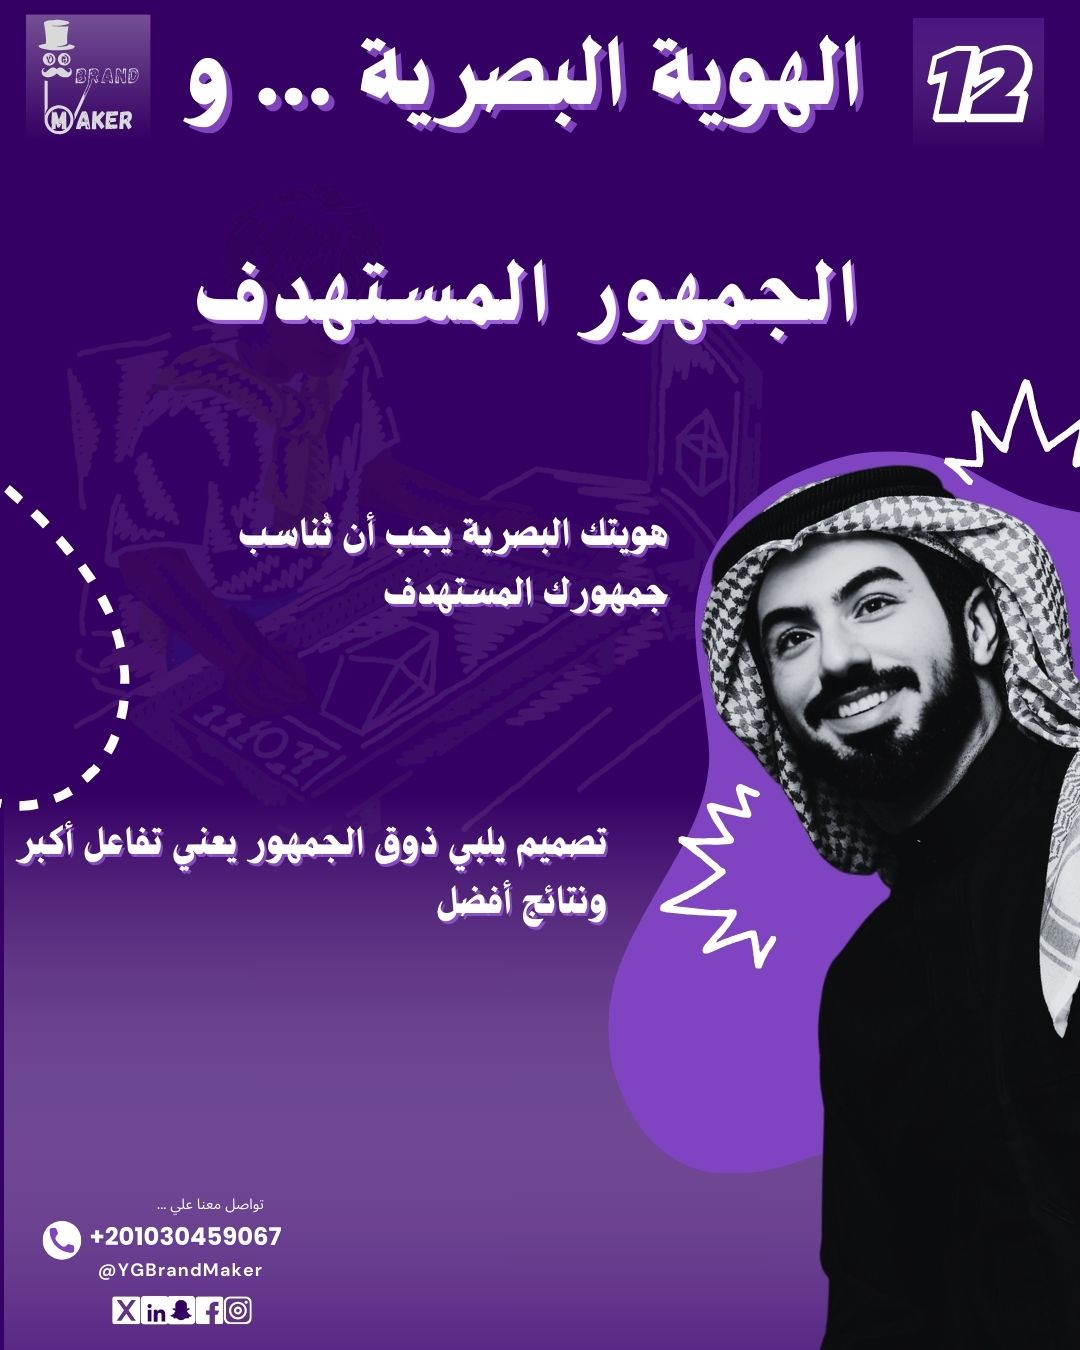 12
الهوية البصرية ... و
BRAND
MAKER
الجمهور المستهدف
هويتك البصرية يجب أن تُناسب
جمهورك المستهدف
تصميم يلبي ذوق الجمهور يعني تفاعل أكبر
ونتائج أفضل
تواصل معنا علي ...
+201030459067
@YGBrandMaker